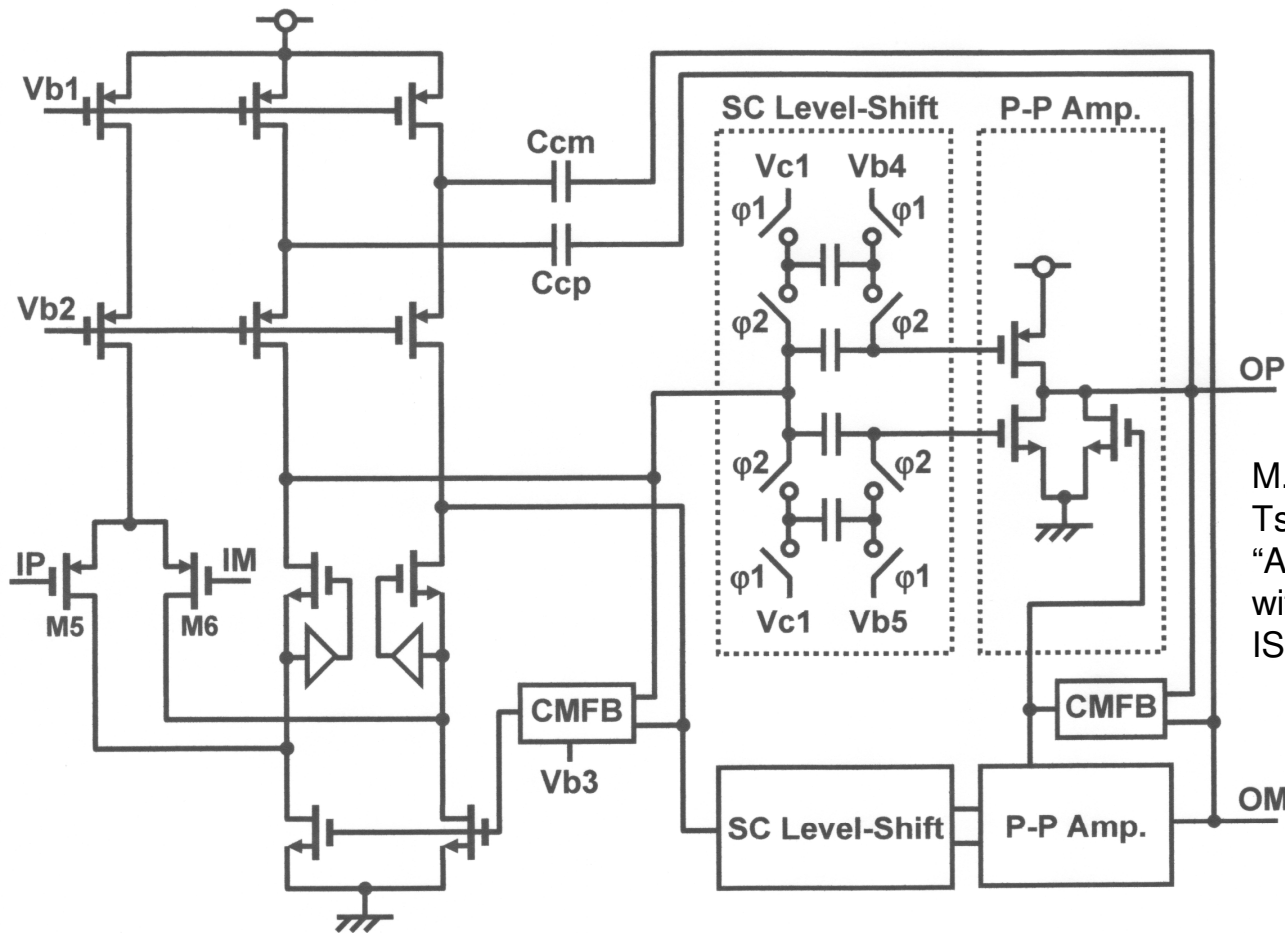 Vb1
Vb2
IP
IM
M5
M6
Ccm
Ccp
SC Level-Shift
P-P Amp.
Vc1
Vb4
φ1
φ1
φ2
φ2
φ2
φ2
φ1
φ1
Vc1
Vb5
OP
CMFB
Vb3
CMFB
SC Level-Shift
P-P Amp.
OM
M.
Ts
“A
wi
IS